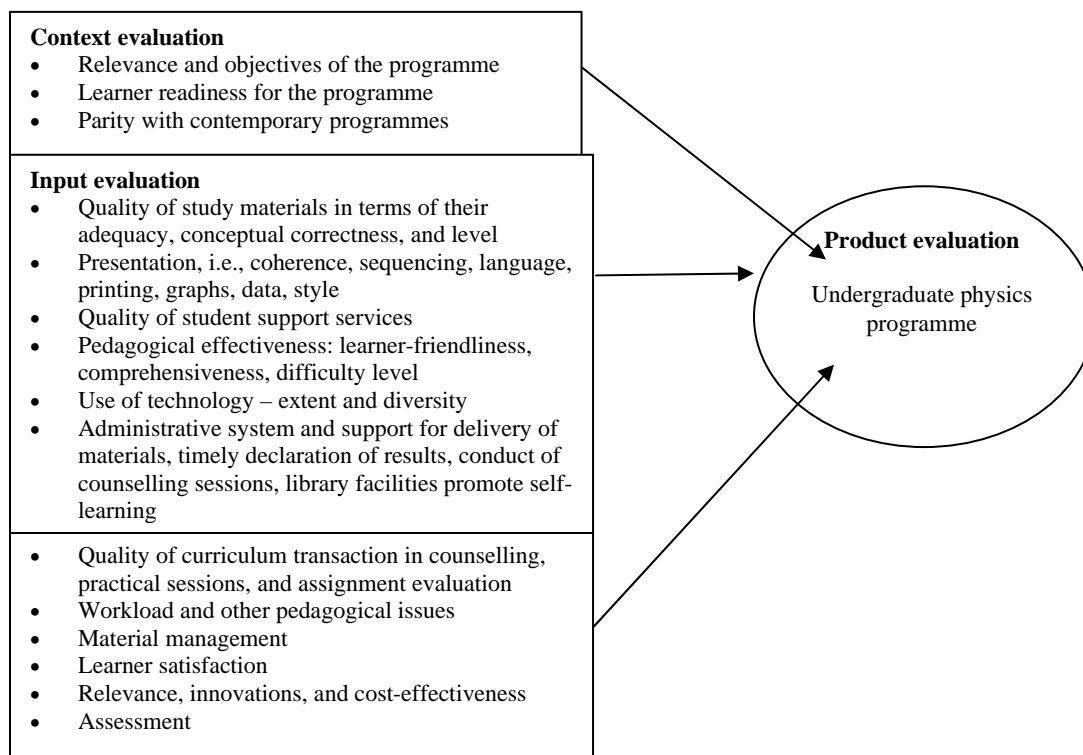 Context evaluation
• Relevance and objectives of the programme
• Learner readiness for the programme
• Parity with contemporary programmes
Input evaluation
• Quality of study materials in terms of their
adequacy, conceptual correctness, and level
• Presentation, i.e., coherence, sequencing, language,
printing, graphs, data, style
• Quality of student support services
• Pedagogical effectiveness: learner-friendliness,
comprehensiveness, difficulty level
• Use of technology – extent and diversity
• Administrative system and support for delivery of
materials, timely declaration of results, conduct of
counselling sessions, library facilities promote self-
learning
• Quality of curriculum transaction in counselling,
practical sessions, and assignment evaluation
• Workload and other pedagogical issues
• Material management
• Learner satisfaction
• Relevance, innovations, and cost-effectiveness
• Assessment
Product evaluation
Undergraduate physics
programme